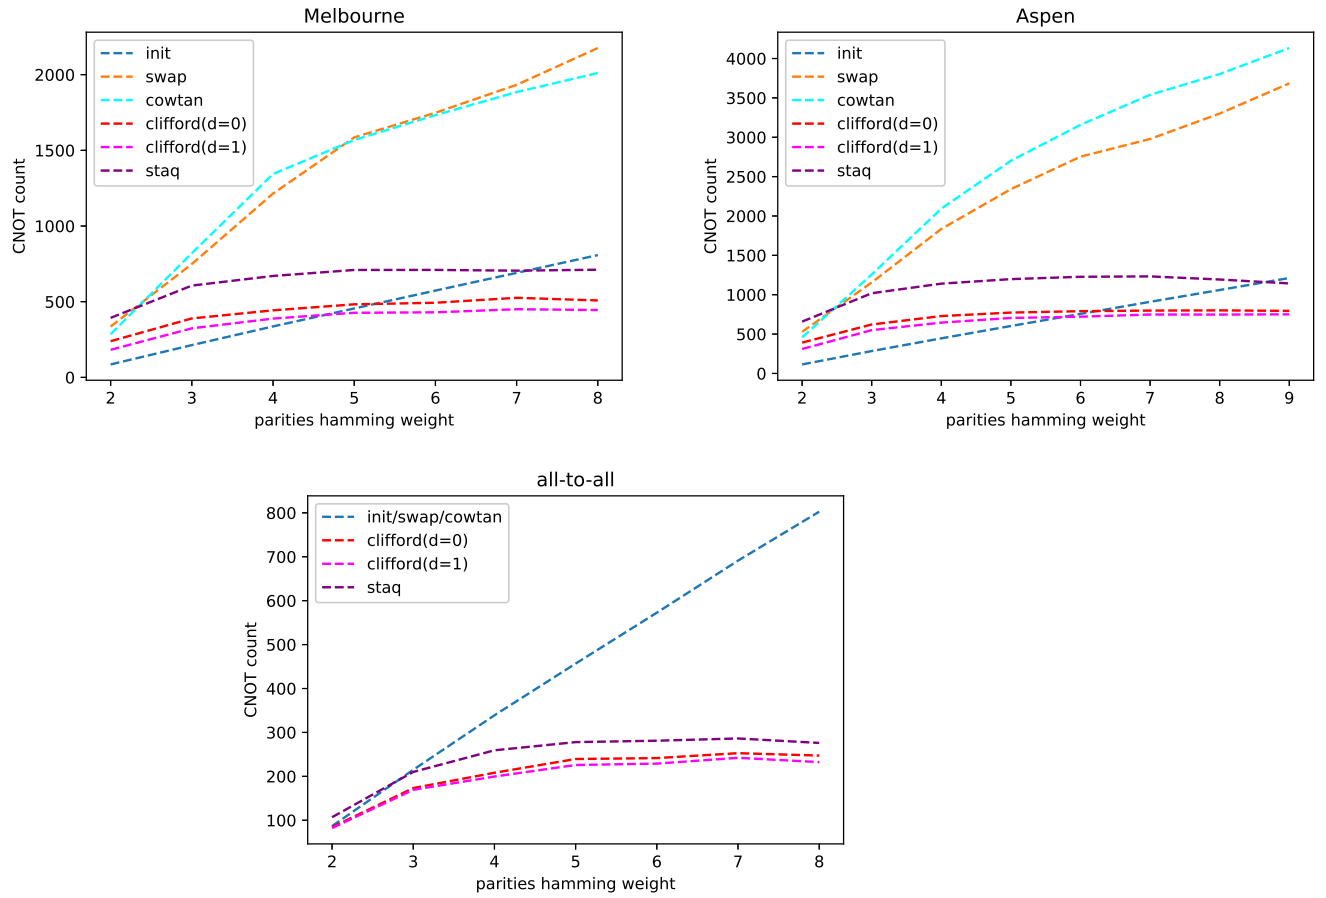 Melbourne
init
swap
cowtan
clifford(d=0)
clifford(d=1)
staq
CNOT count
2000
1500
1000
500
0
2 3 4 5 6 7 8
parities hamming weight
Aspen
init
swap
cowtan
clifford(d=0)
clifford(d=1)
staq
CNOT count
4000
3500
3000
2500
2000
1500
1000
500
0
2 3 4 5 6 7 8 9
parities hamming weight
all-to-all
init/swap/cowtan
clifford(d=0)
clifford(d=1)
staq
CNOT count
800
700
600
500
400
300
200
100
2 3 4 5 6 7 8
parities hamming weight